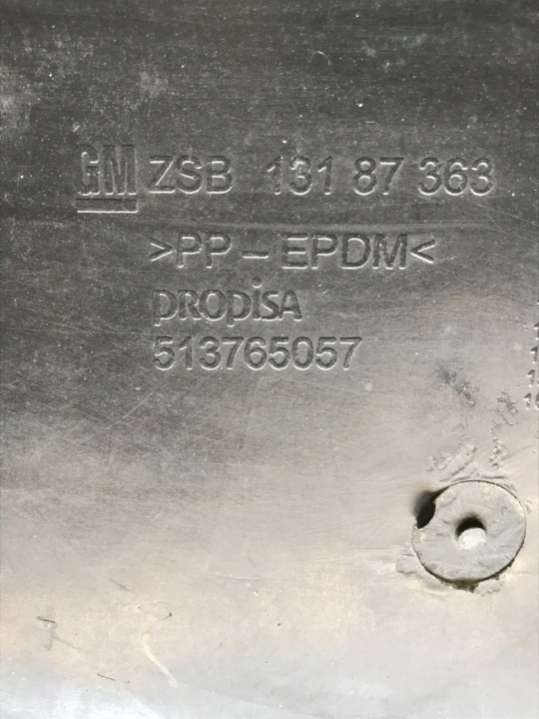 GM ZSB 131 87 363
>PP-EPDM<
propisa
513765057